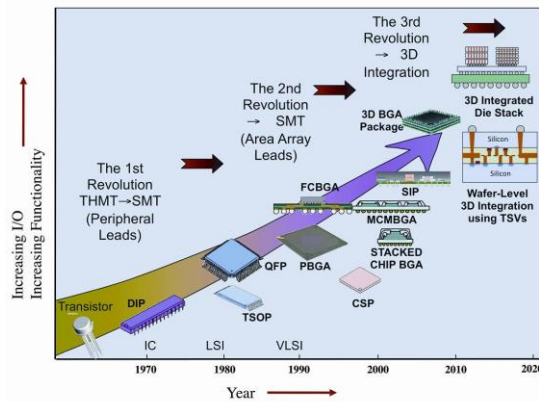 The 3rd
Revolution
→ 3D
Integration
3D Integrated
Die Stack
The 2nd
Revolution
→ SMT
(Area Array
Leads)
3D BGA
Package
Silicon
Silicon
Wafer-Level
3D Integration
using TSVs
The 1st
Revolution
THMT→SMT
(Peripheral
Leads)
FCBGA
SIP
MCMBGA
QFP
PBGA
STACKED
CHIP BGA
Transistor
DIP
TSOP
CSP
IC
LSI
VLSI
Increasing I/O
Increasing Functionality
1970
1980
1990
2000
2010
2020
Year